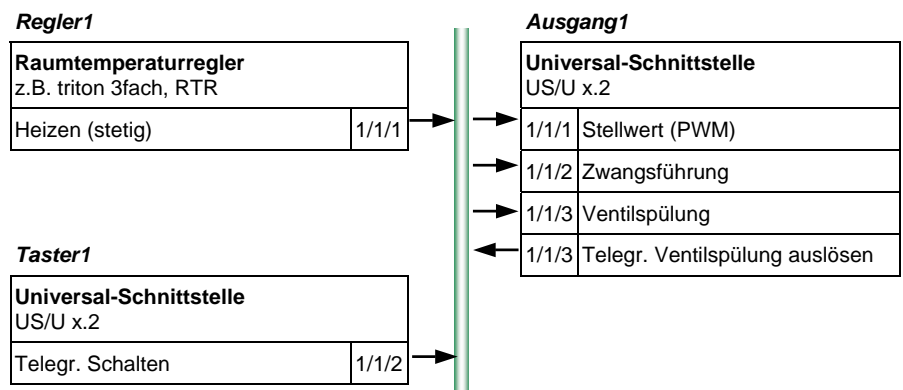 Regler1
Raumtemperaturregler
z.B. triton 3fach, RTR
Heizen (stetig) 1/1/1
Taster1
Universal-Schnittstelle
US/U x.2
Telegr. Schalten 1/1/2
Ausgang1
Universal-Schnittstelle
US/U x.2
1/1/1 Stellwert (PWM)
1/1/2 Zwangsführung
1/1/3 Ventilspülung
1/1/3 Telegr. Ventilspülung auslösen